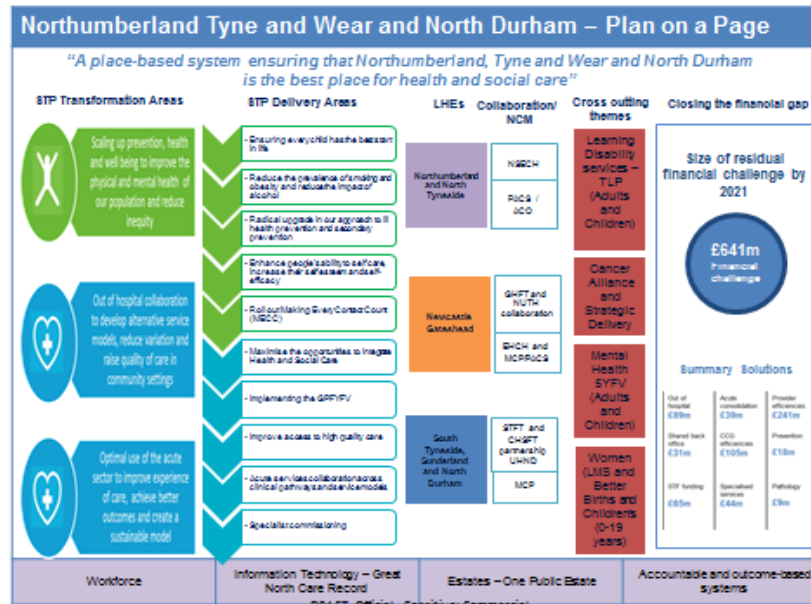 Northumberland Tyne and Wear and North Durham – Plan on a Page
“A place-based system ensuring that Northumberland, Tyne and Wear and North Durham
is the best place for health and social care”
STP Transformation Areas
STP Delivery Areas
LHEs
Collaboration/
NCM
Cross cutting
themes
Closing the financial gap
Scaling up prevention, health
and well being to improve the
physical and mental health of
our population and reduce
inequity
Out of hospital collaboration
to develop alternative service
models, reduce variation and
raise quality of care in
community settings
Optimal use of the acute
sector to improve experience
of care, achieve better
outcomes and create a
sustainable model
- Ensuring every child has the best start
in life
- Reduce the prevalence of smoking and
obesity and reduce the impact of
alcohol
- Radical upgrade in our approach to ill
health prevention and secondary
prevention
- Enhance people's ability to self care,
increase their self esteem and self-
efficacy
- Roll out Making Every Contact Count
(MECC)
- Maximise the opportunities to integrate
Health and Social Care
- Implementing the GPFYFV
- Improve access to high quality care
- Acute services collaboration across
clinical pathways and service models
- Specialist commissioning
Northumberland
and North
Tyneside
Newcastle
Gateshead
South
Tyneside,
Sunderland
and North
Durham
NSECH
PACS /
ACO
GHFT and
NUTH
collaboration
EHCH and
MCP/PACS
STFT and
CHSFT
partnership
UHND
MCP
Learning
Disability
services –
TLP
(Adults
and
Children)
Cancer
Alliance
and
Strategic
Delivery
Mental
Health
5YFV
(Adults
and
Children)
Women
(LMS and
Better
Births and
Children's
(0-19
years)
Size of residual
financial challenge by
2021
£641m
Financial
challenge
Summary Solutions
Out of
hospital
£89m
Acute
consolidation
£39m
Provider
efficiencies
£241m
Shared back
office
£31m
CCG
efficiencies
£105m
Prevention
£18m
STF funding
£65m
Specialised
services
£44m
Pathology
£9m
Workforce
Information Technology – Great
North Care Record
Estates – One Public Estate
Accountable and outcome-based
systems